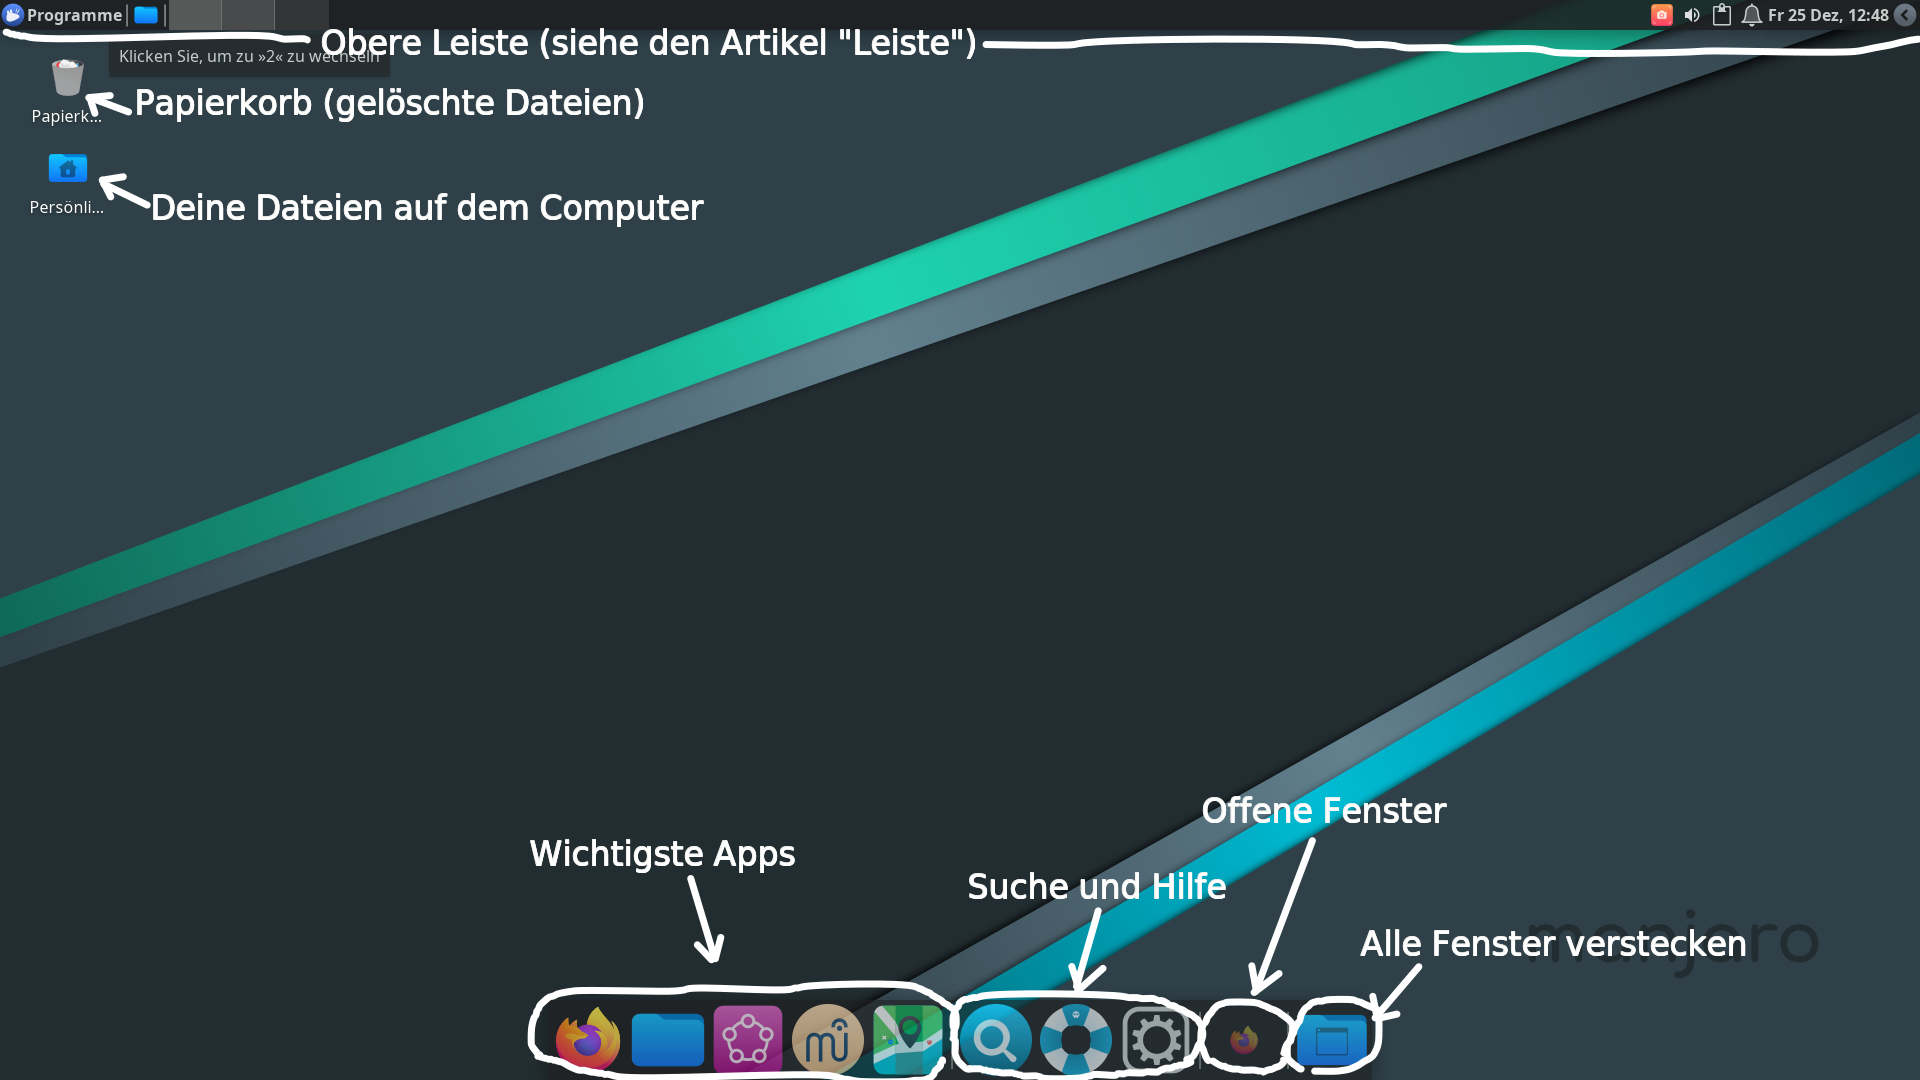 Programme
Fr 25 Dez, 12:48
Obere Leiste (siehe den Artikel "Leiste")
Klicken Sie, um zu »2« zu wechseln
Papierkorb (gelöschte Dateien)
Papierk...
Deine Dateien auf dem Computer
Persönli...
Offene Fenster
Wichtigste Apps
Suche und Hilfe
Alle Fenster verstecken
manjaro
mi